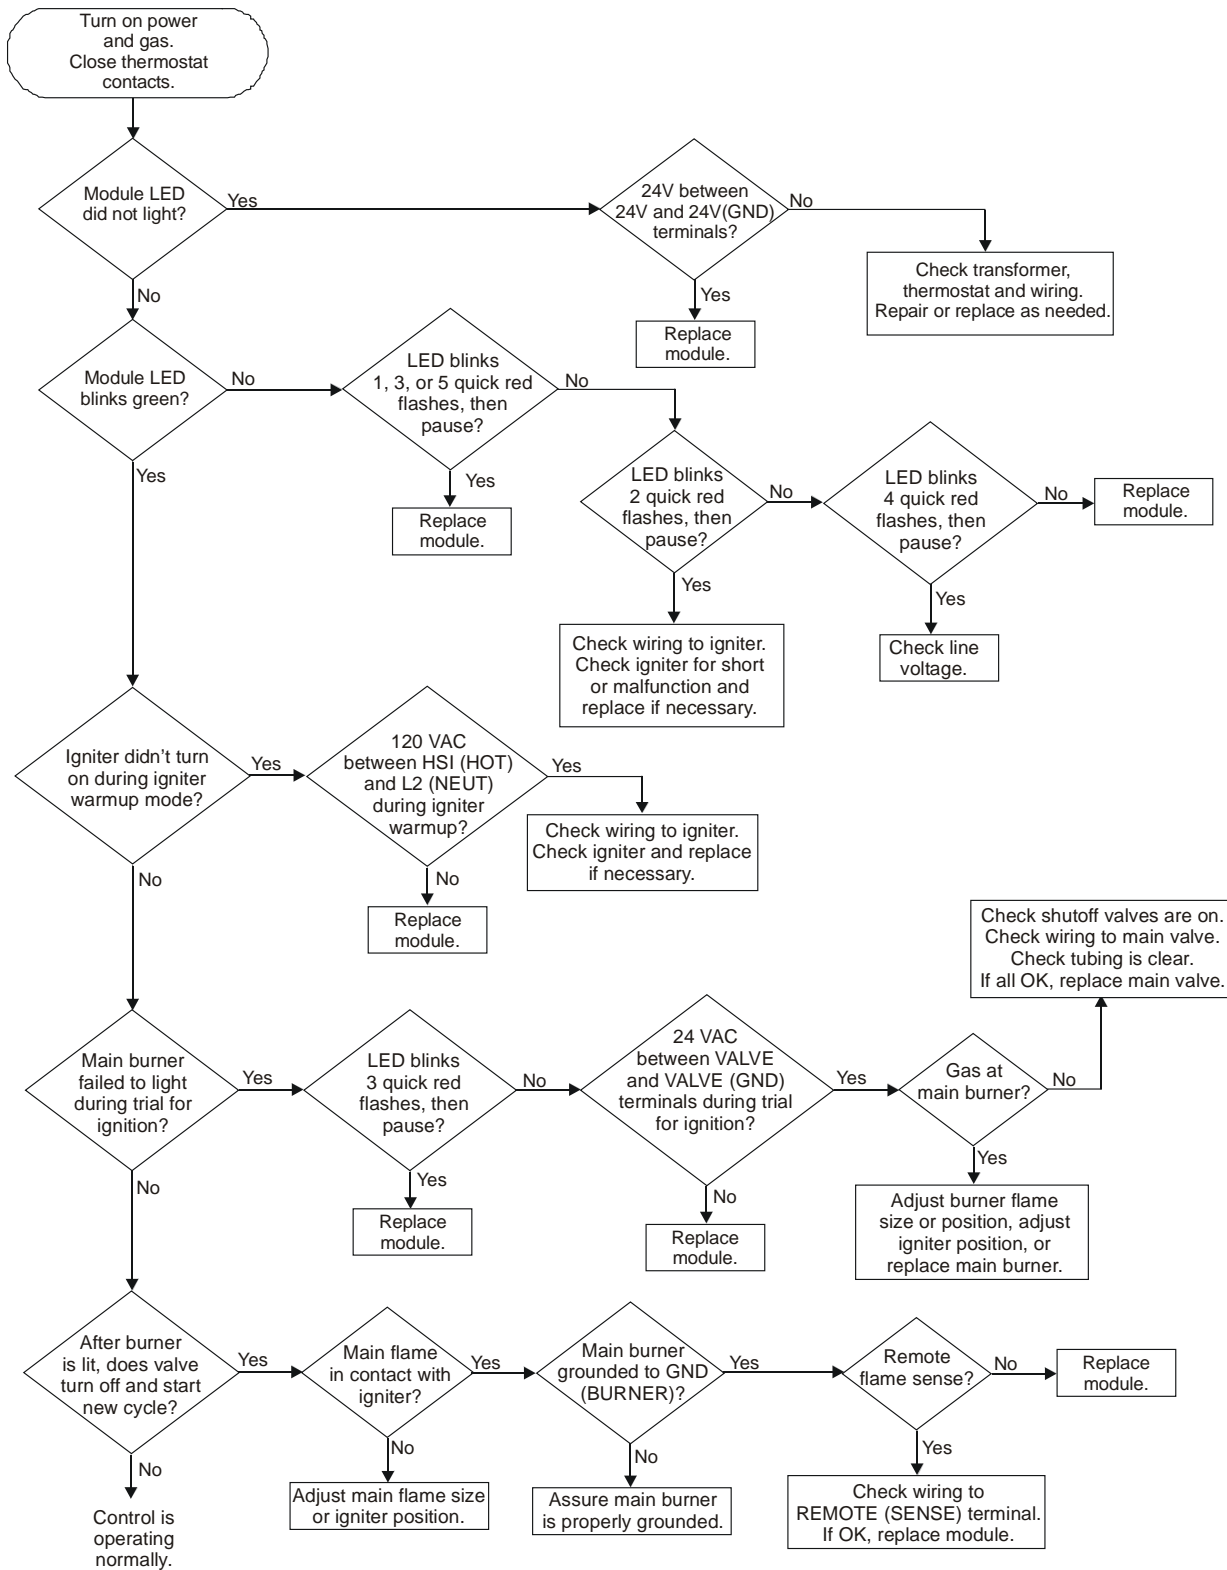 Turn on power
and gas.
Close thermostat
contacts.
Module LED
did not light?
Yes
24V between
24V and 24V(GND)
terminals?
No
Check transformer,
thermostat and wiring.
Repair or replace as needed.
Yes
Replace
module.
No
Module LED
blinks green?
No
LED blinks
1, 3, or 5 quick red
flashes, then
pause?
No
Yes
Replace
module.
LED blinks
2 quick red
flashes, then
pause?
No
LED blinks
4 quick red
flashes, then
pause?
No
Replace
module.
Yes
Check wiring to igniter.
Check igniter for short
or malfunction and
replace if necessary.
Yes
Check line
voltage.
Yes
Igniter didn't turn
on during igniter
warmup mode?
Yes
120 VAC
between HSI (HOT)
and L2 (NEUT)
during igniter
warmup?
Yes
Check wiring to igniter.
Check igniter and replace
if necessary.
No
Replace
module.
No
Main burner
failed to light
during trial for
ignition?
Yes
LED blinks
3 quick red
flashes, then
pause?
No
24 VAC
between VALVE
and VALVE (GND)
terminals during trial
for ignition?
Yes
Gas at
main burner?
No
Check shutoff valves are on.
Check wiring to main valve.
Check tubing is clear.
If all OK, replace main valve.
Yes
Replace
module.
No
Replace
module.
Yes
Adjust burner flame
size or position, adjust
igniter position, or
replace main burner.
No
After burner
is lit, does valve
turn off and start
new cycle?
Yes
Main flame
in contact with
igniter?
Yes
Main burner
grounded to GND
(BURNER)?
Yes
Remote
flame sense?
No
Replace
module.
No
Control is
operating
normally.
No
Adjust main flame size
or igniter position.
No
Assure main burner
is properly grounded.
Yes
Check wiring to
REMOTE (SENSE) terminal.
If OK, replace module.